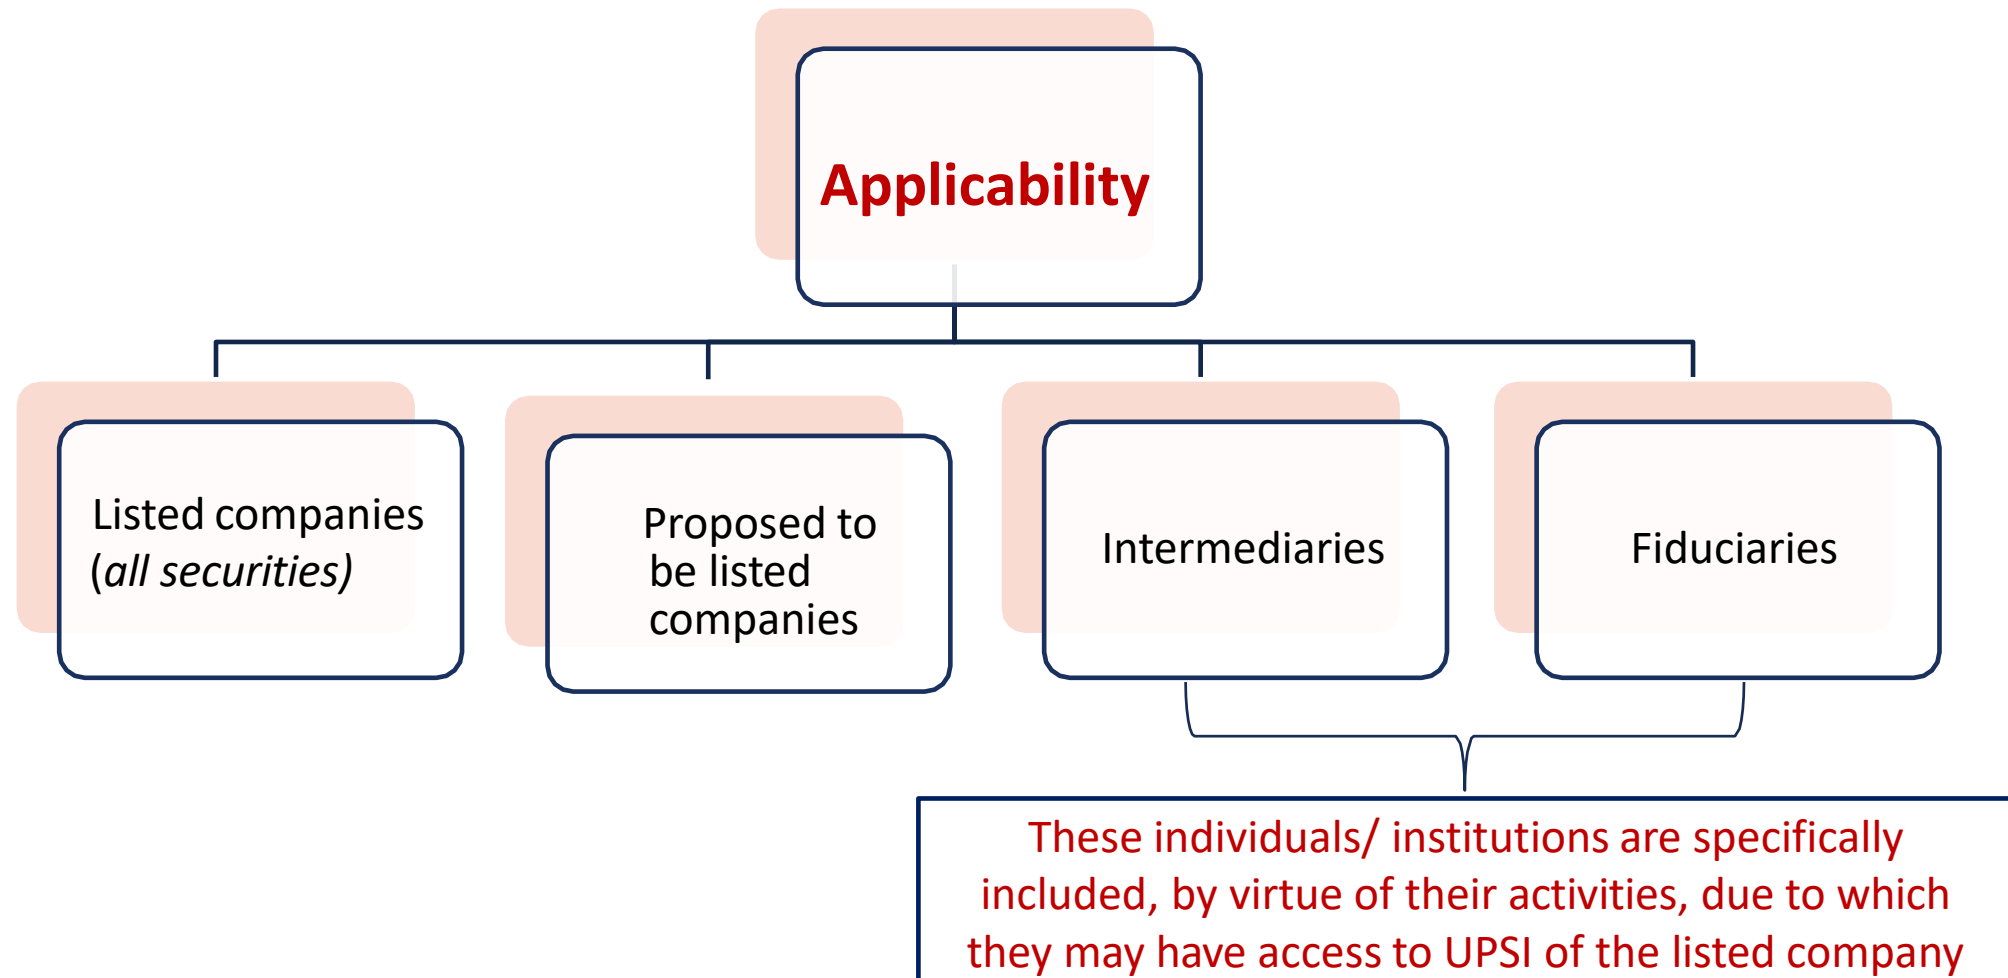 Applicability
Listed companies
(all securities)
Proposed to
be listed
companies
Intermediaries
Fiduciaries
These individuals/ institutions are specifically
included, by virtue of their activities, due to which
they may have access to UPSI of the listed company